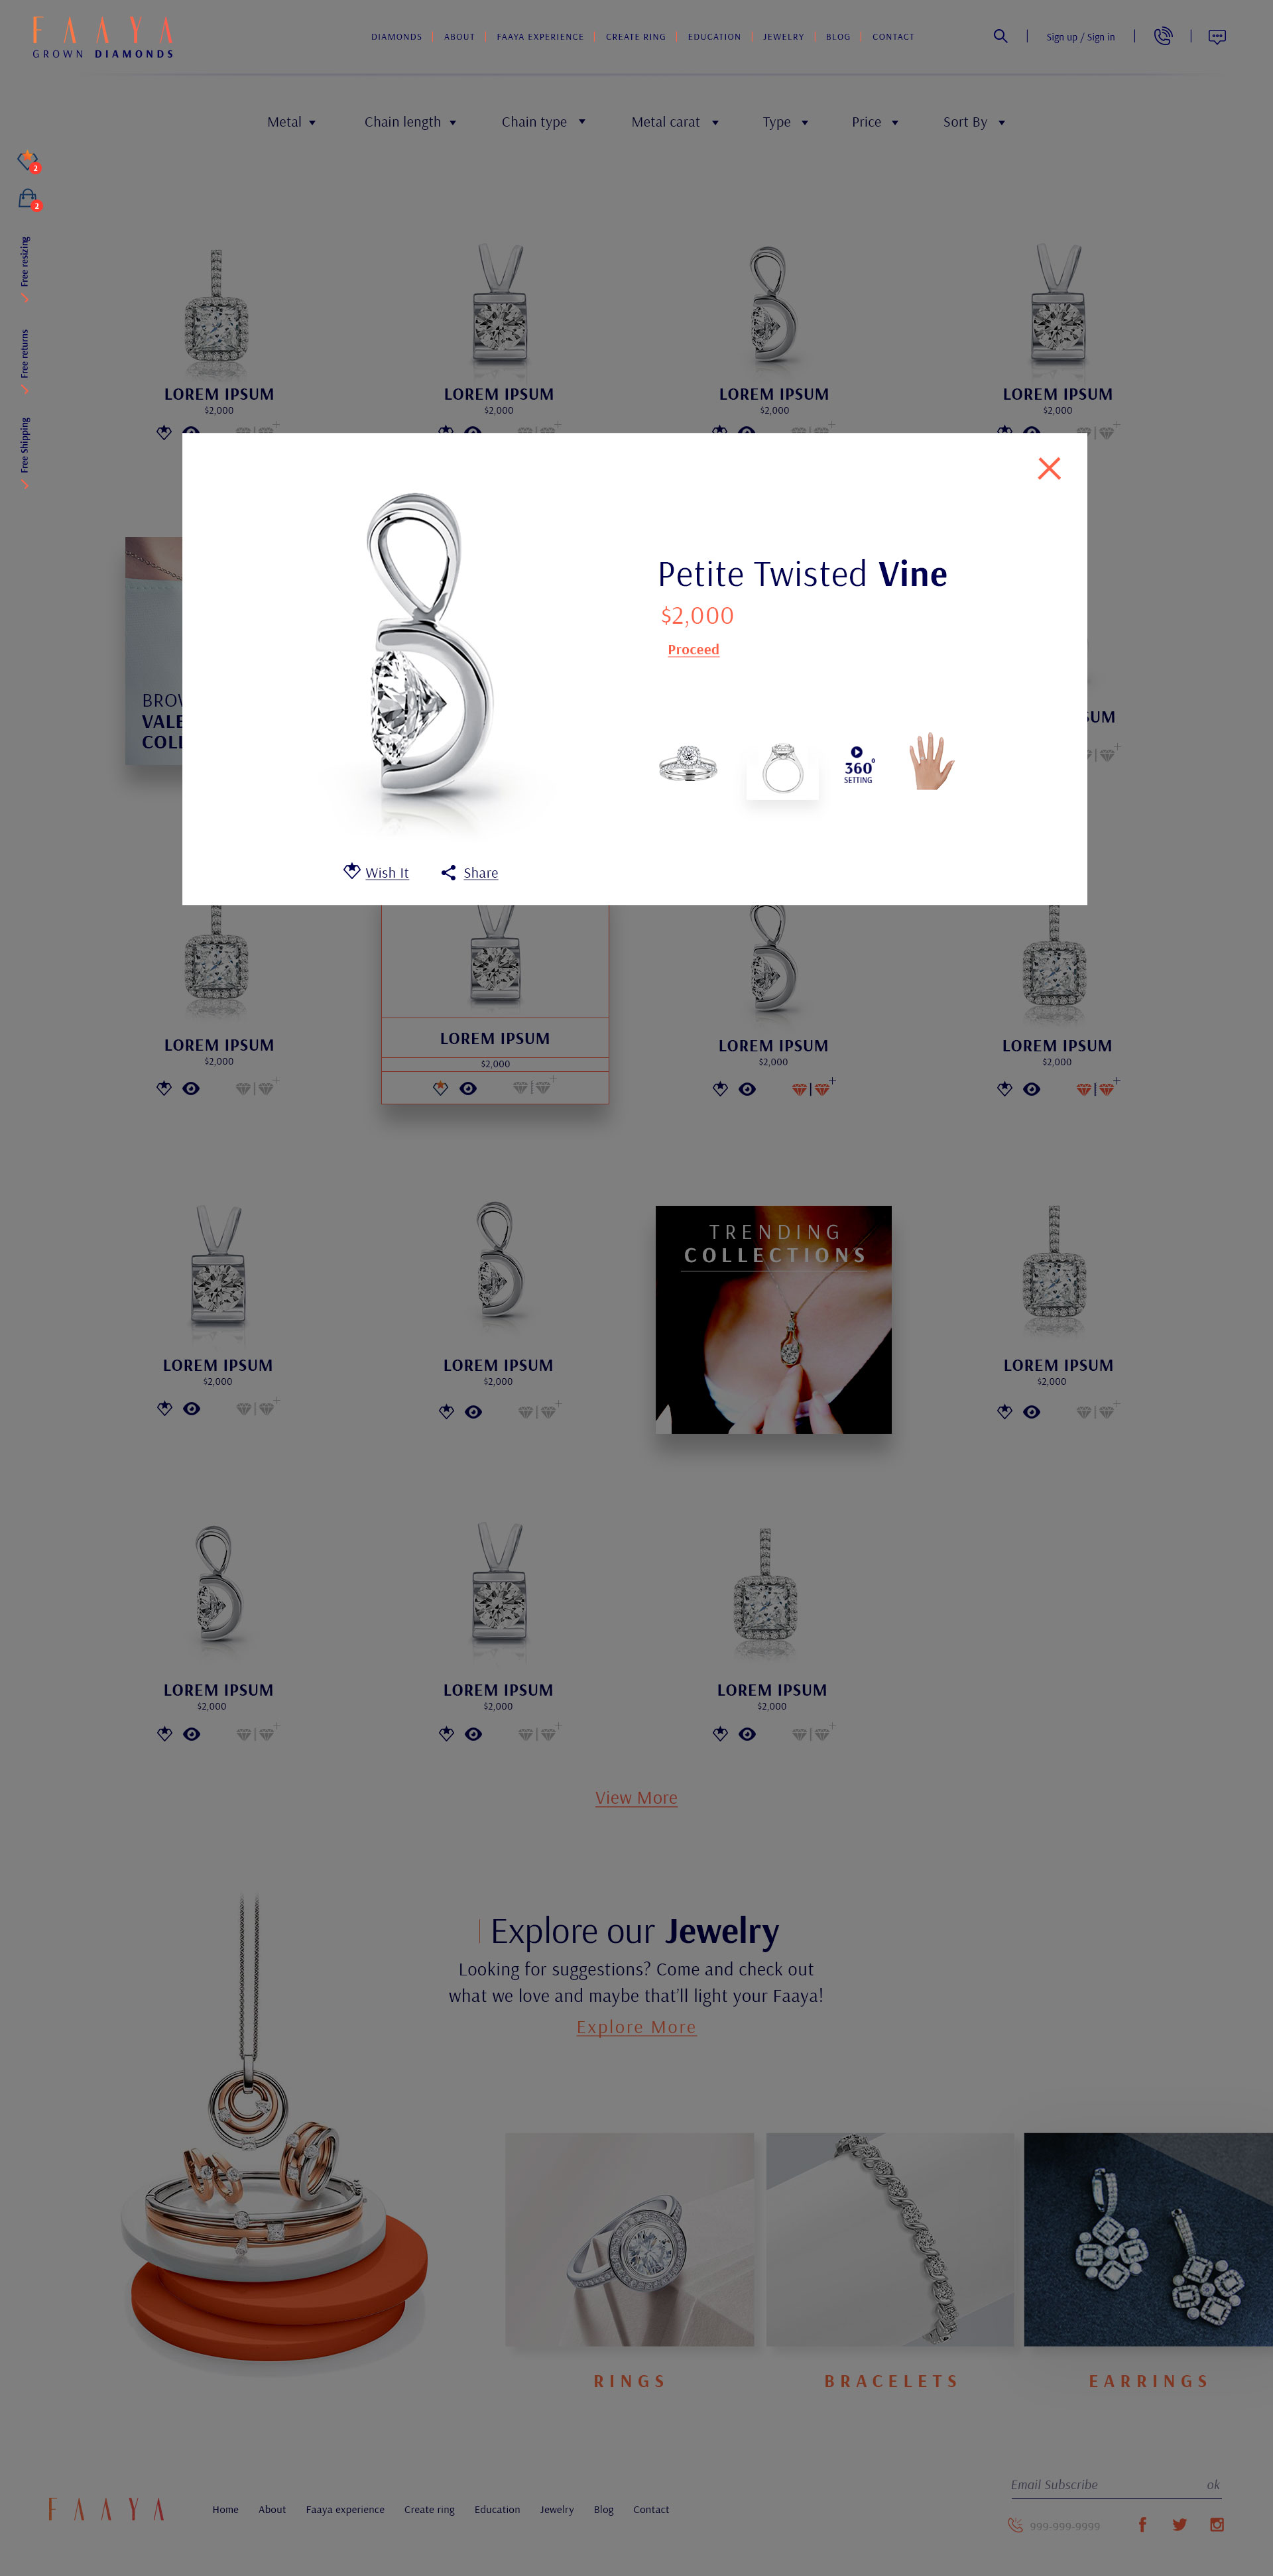 FAAYA
GROWN DIAMONDS
DIAMONDS
ABOUT
FAAYA EXPERIENCE
CREATE RING
EDUCATION
JEWELRY
BLOG
CONTACT
Sign up / Sign in
Metal
Chain length
Chain type
Metal carat
Type
Price
Sort By
2
2
Free resizing
Free returns
Free Shipping
LOREM IPSUM
$2,000
LOREM IPSUM
$2,000
LOREM IPSUM
$2,000
LOREM IPSUM
$2,000
Petite Twisted Vine
$2,000
Proceed
360°
SETTING
Wish It
Share
LOREM IPSUM
$2,000
LOREM IPSUM
$2,000
LOREM IPSUM
$2,000
LOREM IPSUM
$2,000
LOREM IPSUM
$2,000
LOREM IPSUM
$2,000
TRENDING
COLLECTIONS
LOREM IPSUM
$2,000
LOREM IPSUM
$2,000
LOREM IPSUM
$2,000
LOREM IPSUM
$2,000
View More
Explore our Jewelry
Looking for suggestions? Come and check out
what we love and maybe that'll light your Faaya!
Explore More
RINGS
BRACELETS
EARRINGS
FAAYA
Home
About
Faaya experience
Create ring
Education
Jewelry
Blog
Contact
Email Subscribe
ok
999-999-9999